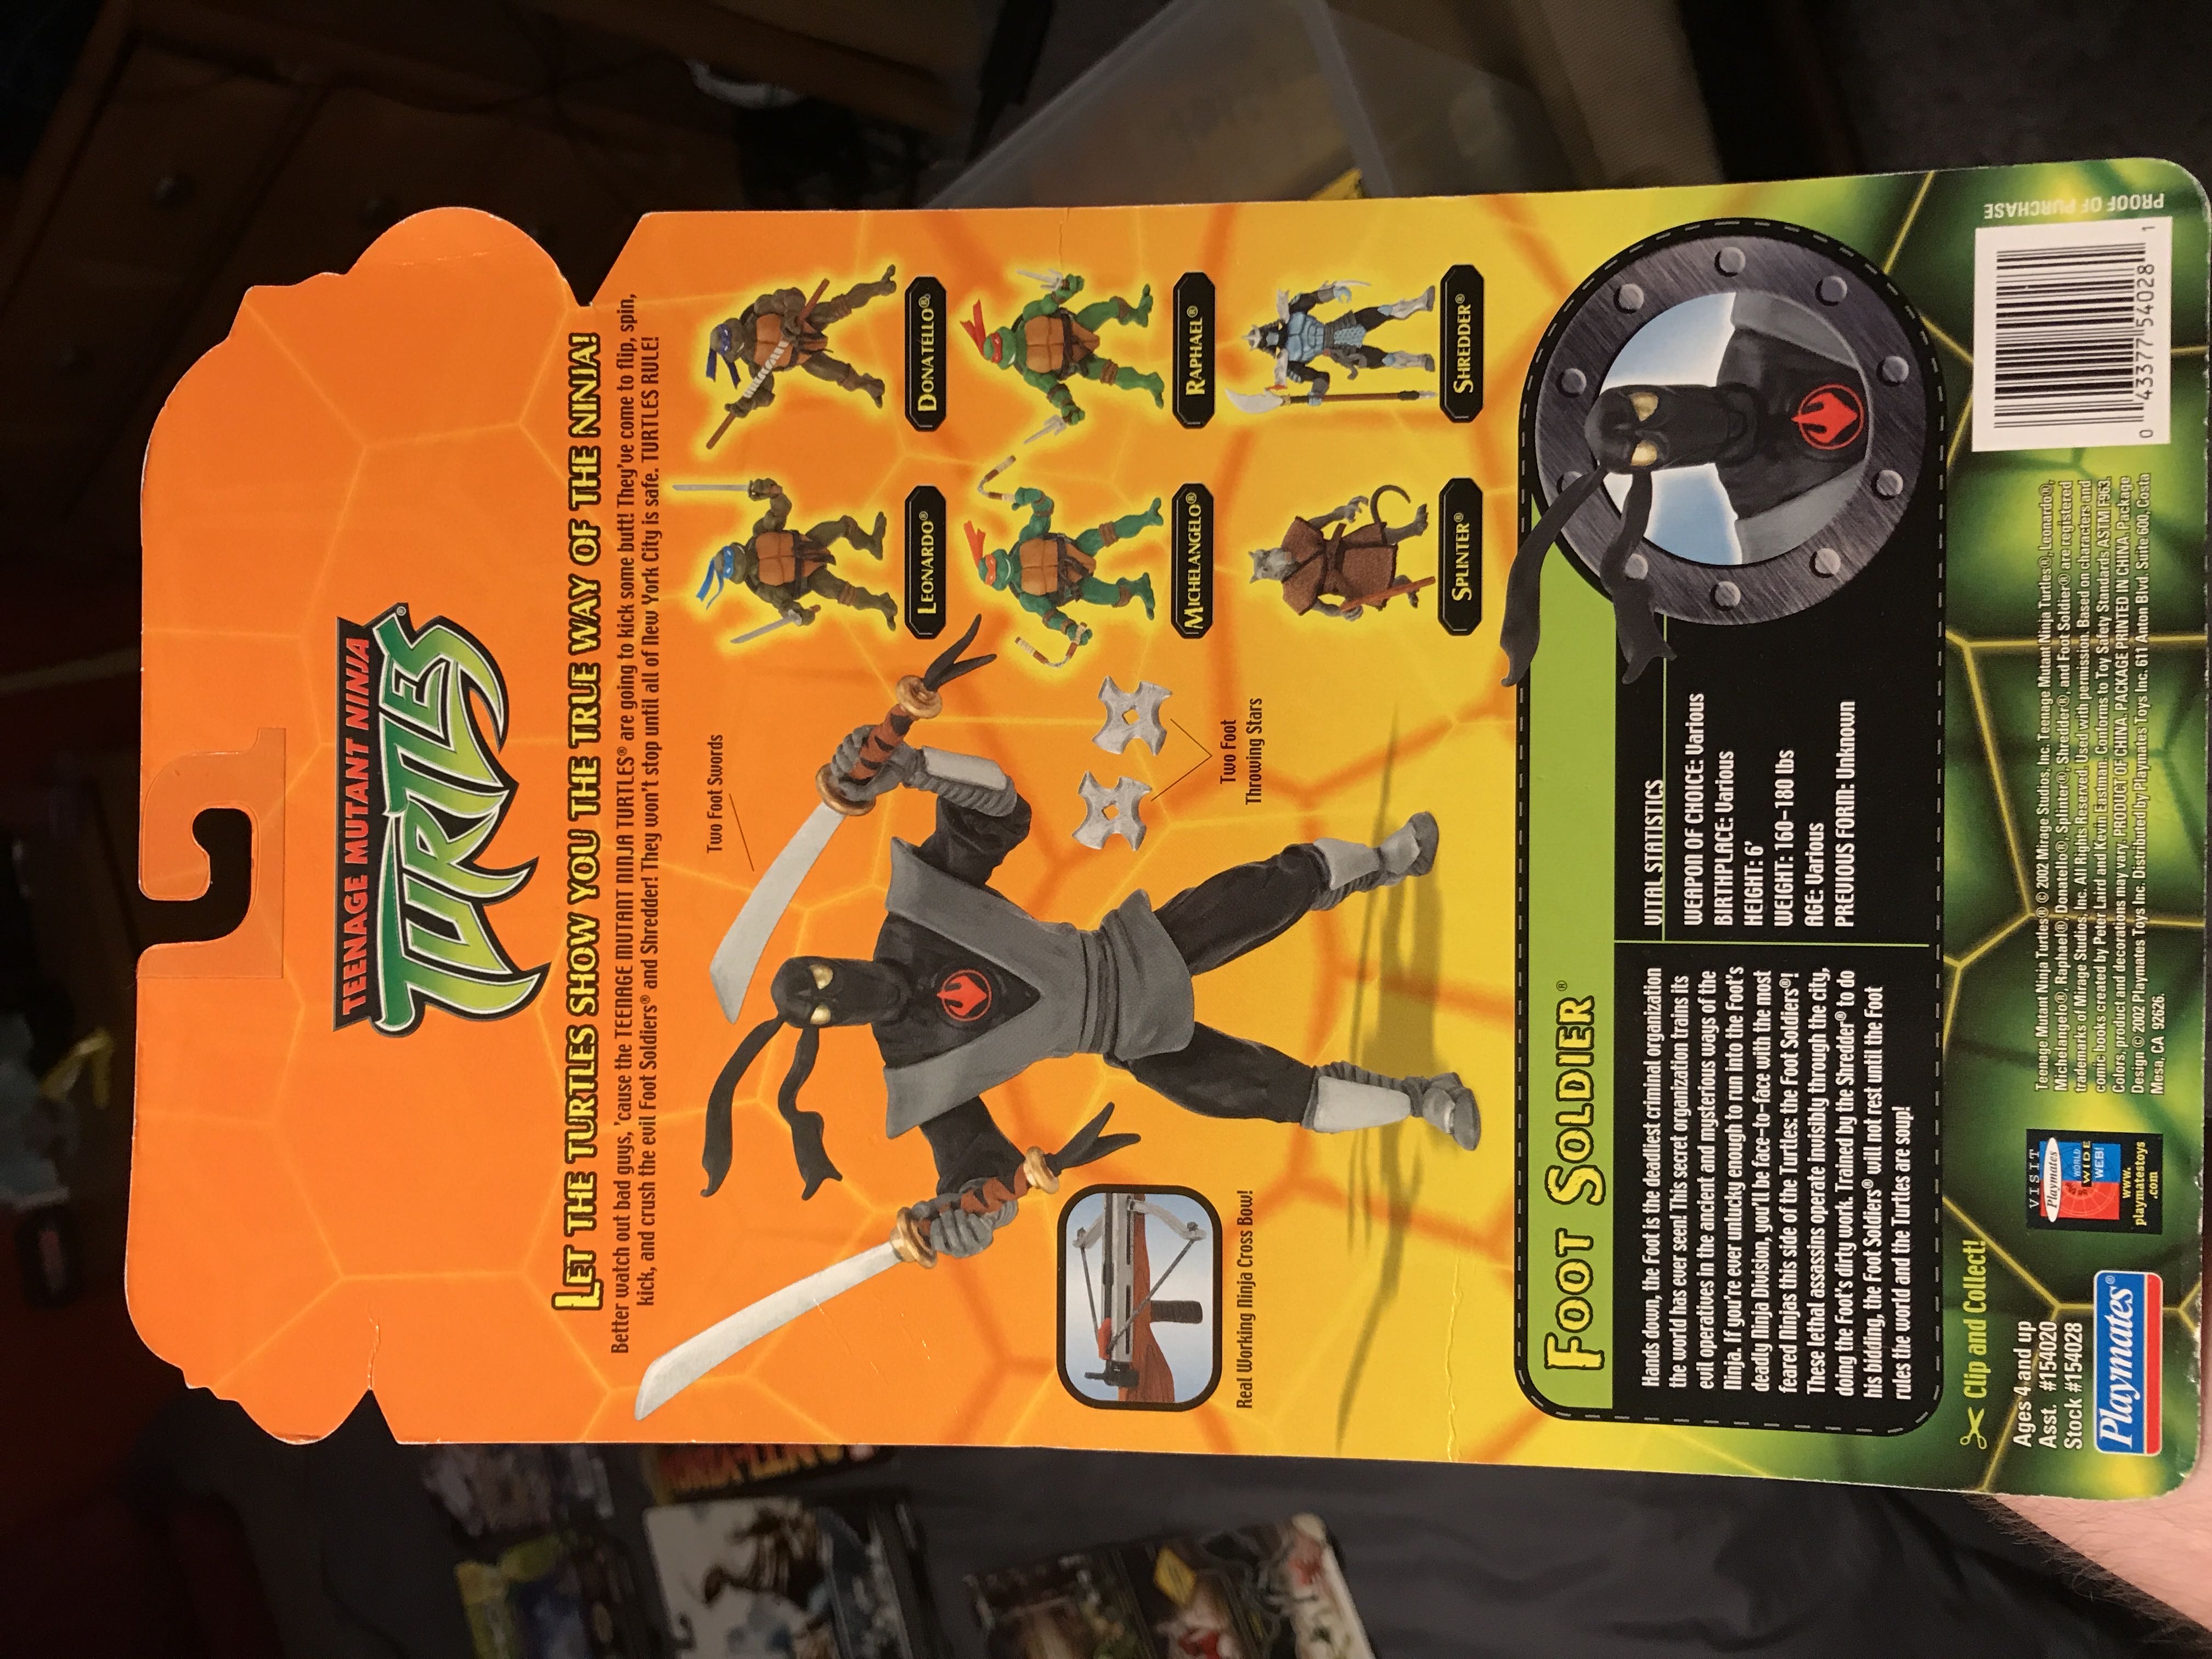 TEENAGE MUTANT NINJA
TURTLES®
LET THE TURTLES SHOW YOU THE TRUE WAY OF THE NINJA!
Better watch out bad guys, 'cause the TEENAGE MUTANT NINJA TURTLES® are going to kick some butt! They've come to flip, spin,
kick, and crush the evil Foot Soldiers® and Shredder! They won't stop until all of New York City is safe. TURTLES RULE!
Two Foot Swords
LEONARDO®
DONATELLO®
MICHELANGELO®
RAPHAEL®
Two Foot
Throwing Stars
Real Working Ninja Cross Bow!
SPLINTER®
SHREDDER®
FOOT SOLDIER®
Hands down, the Foot is the deadliest criminal organization
the world has ever seen! This secret organization trains its
evil operatives in the ancient and mysterious ways of the
Ninja. If you're ever unlucky enough to run into the Foot's
deadly Ninja Division, you'll be face-to-face with the most
feared Ninjas this side of the Turtles: the Foot Soldiers®!
These lethal assassins operate invisibly through the city,
doing the Foot's dirty work. Trained by the Shredder® to do
his bidding, the Foot Soldiers® will not rest until the Foot
rules the world and the Turtles are soup!
VITAL STATISTICS
WEAPON OF CHOICE: Various
BIRTHPLACE: Various
HEIGHT: 6'
WEIGHT: 160-180 lbs
AGE: Various
PREVIOUS FORM: Unknown
Clip and Collect!
Ages 4 and up
Asst. #154020
Stock #154028
Playmates®
VISIT
Playmates
WORLD
WIDE
WEB!
www.
playmatestoys
.com
Teenage Mutant Ninja Turtles® © 2002 Mirage Studios, Inc. Teenage Mutant Ninja Turtles®, Leonardo®,
Michelangelo®, Raphael®, Donatello®, Splinter®, Shredder®, and Foot Soldier® are registered
trademarks of Mirage Studios, Inc. All Rights Reserved. Used with permission. Based on characters and
comic books created by Peter Laird and Kevin Eastman. Conforms to Toy Safety Standards ASTM F963.
Colors, product and decorations may vary. PRODUCT OF CHINA. PACKAGE PRINTED IN CHINA. Package
Design © 2002 Playmates Toys Inc. Distributed by Playmates Toys Inc. 611 Anton Blvd. Suite 600, Costa
Mesa, CA 92626.
0 43377 54028 1
PROOF OF PURCHASE